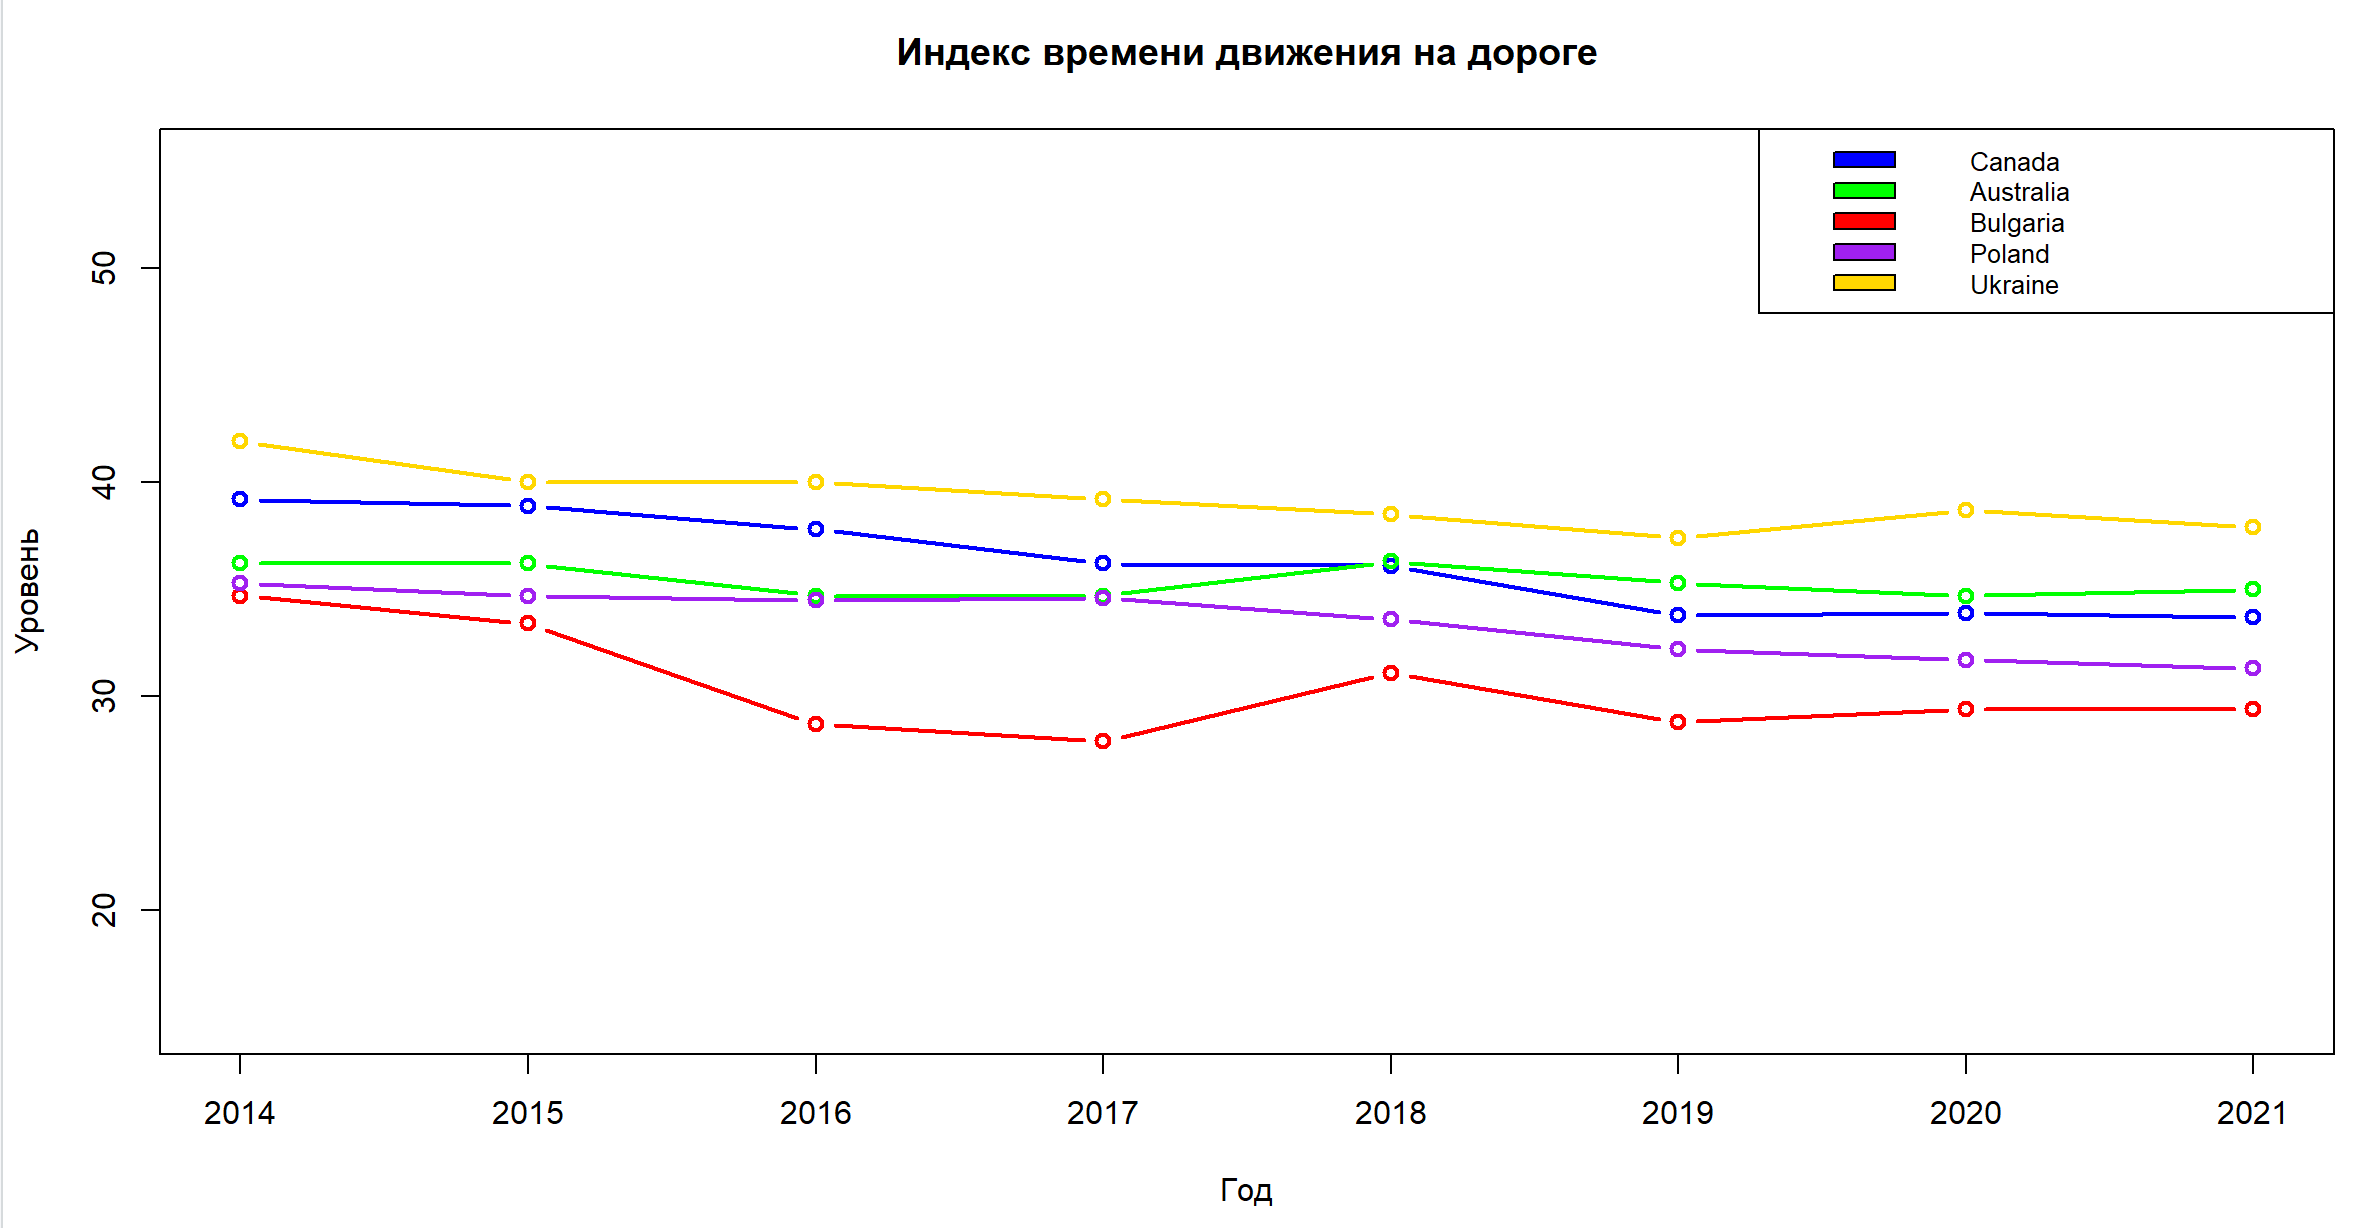 Индекс времени движения на дороге
Canada
Australia
Bulgaria
Poland
Ukraine
Уровень
50
40
30
20
2014 2015 2016 2017 2018 2019 2020 2021
Год